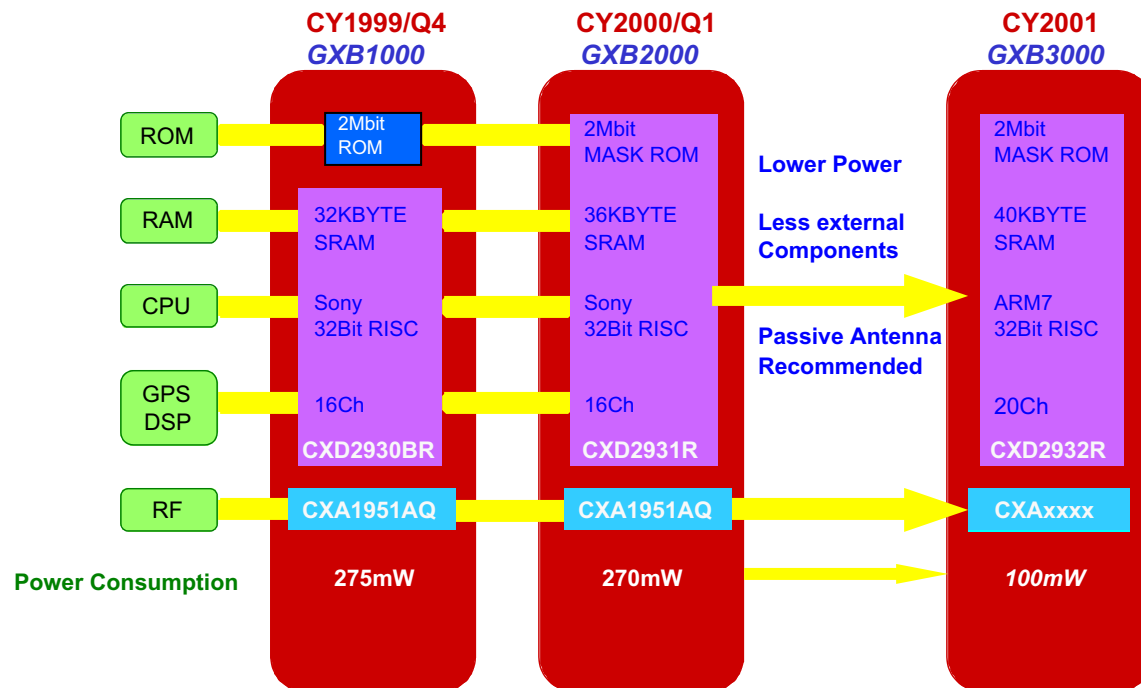 CY1999/Q4
GXB1000
CY2000/Q1
GXB2000
CY2001
GXB3000
ROM
2Mbit
ROM
2Mbit
MASK ROM
2Mbit
MASK ROM
Lower Power
RAM
32KBYTE
SRAM
36KBYTE
SRAM
Less external
Components
40KBYTE
SRAM
CPU
Sony
32Bit RISC
Sony
32Bit RISC
ARM7
32Bit RISC
Passive Antenna
Recommended
GPS
DSP
16Ch
16Ch
20Ch
CXD2930BR
CXD2931R
CXD2932R
RF
CXA1951AQ
CXA1951AQ
CXAxxxx
Power Consumption
275mW
270mW
100mW